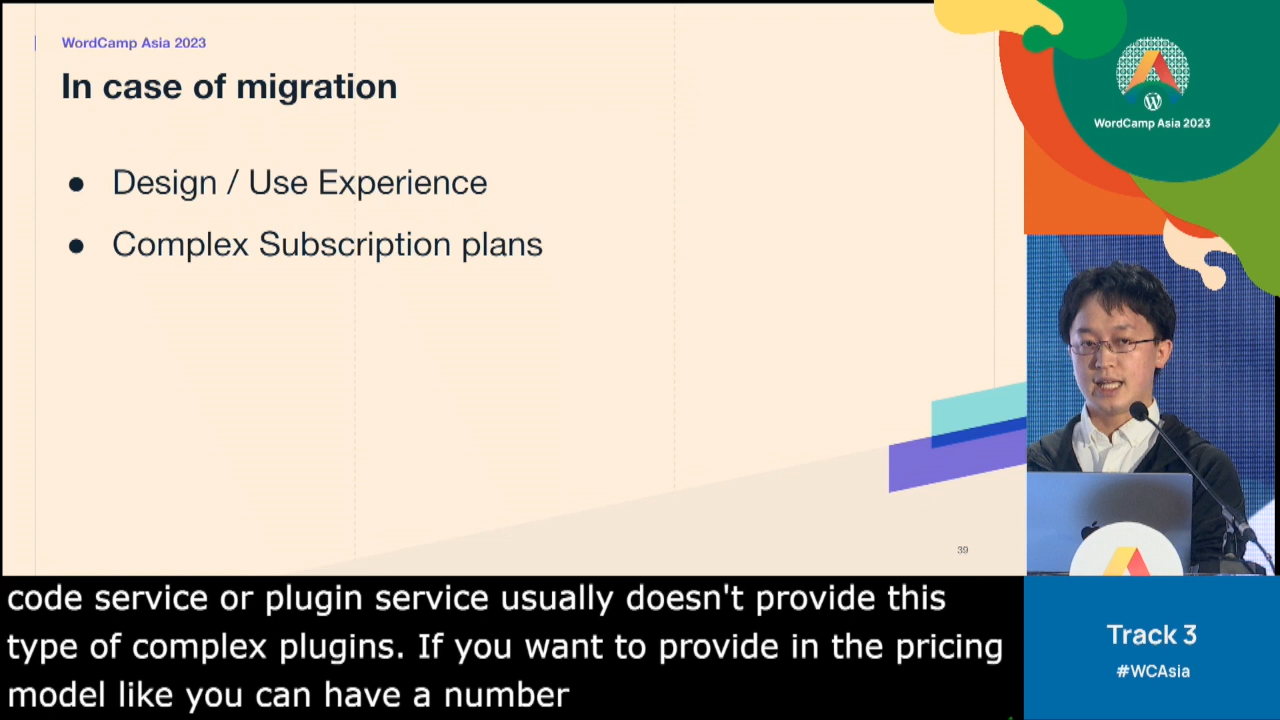 WordCamp Asia 2023
In case of migration
● Design / Use Experience
● Complex Subscription plans
39
WordCamp Asia 2023
code service or plugin service usually doesn't provide this
type of complex plugins. If you want to provide in the pricing
model like you can have a number
Track 3
#WCAsia